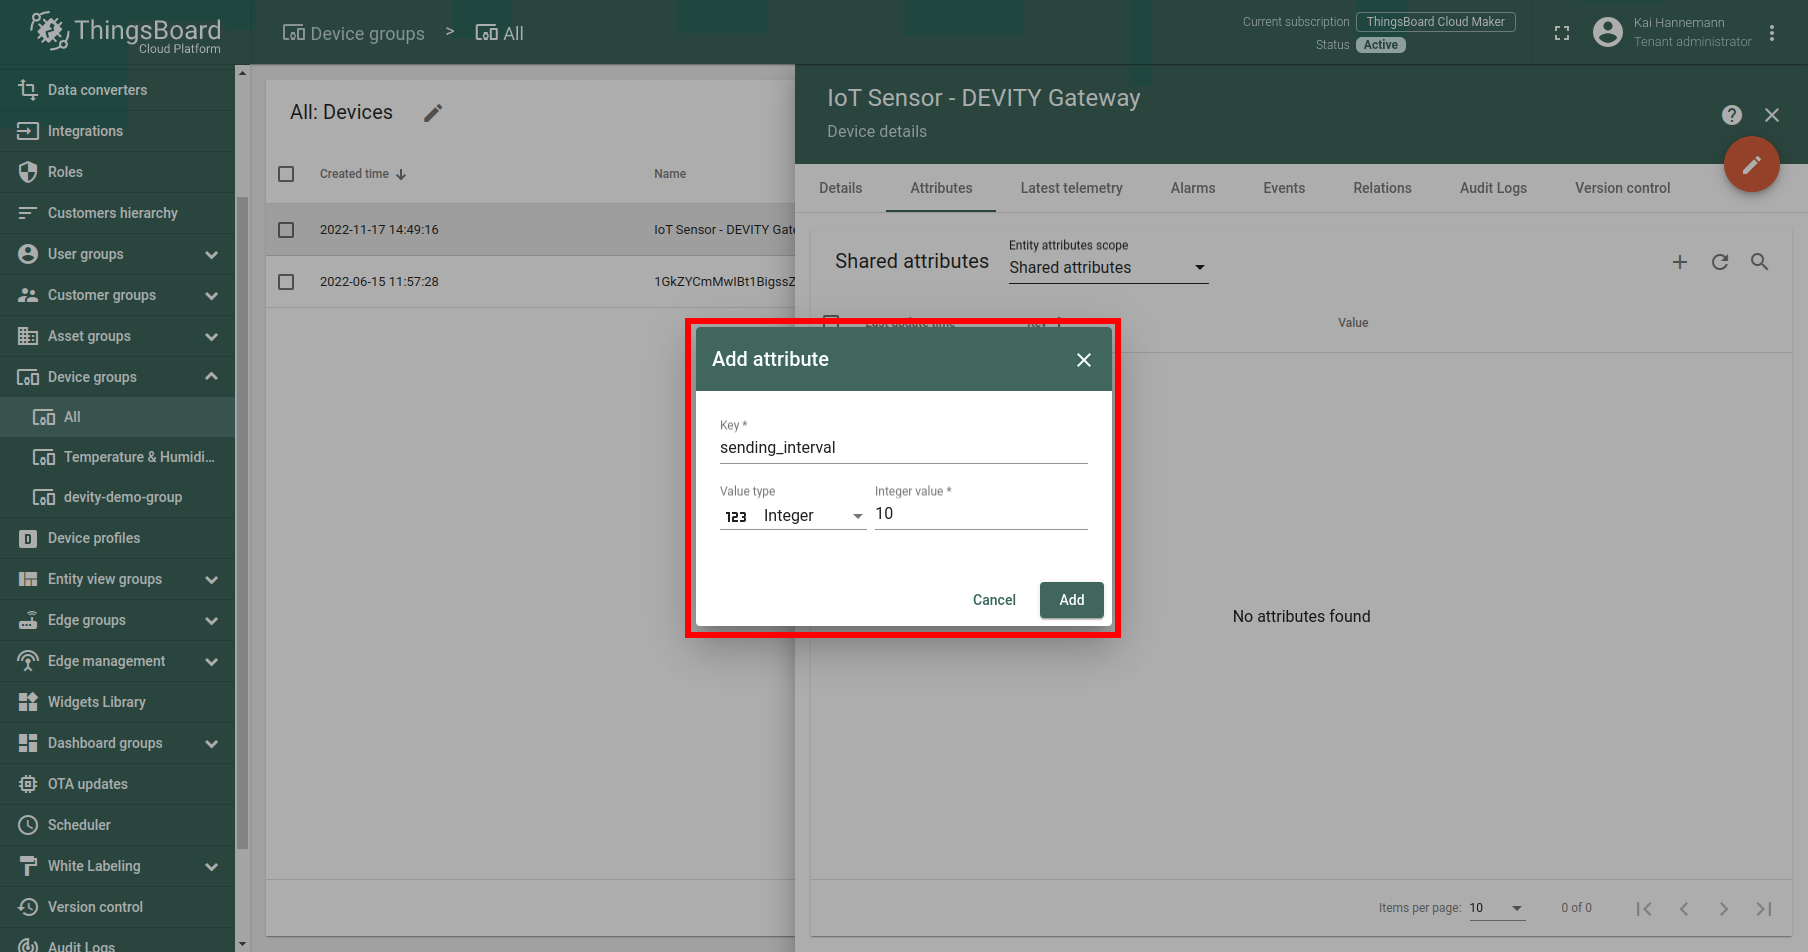 ThingsBoard
Cloud Platform
Device groups > All
Current subscription ThingsBoard Cloud Maker
Status Active
Kai Hannemann
Tenant administrator
Data converters
Integrations
Roles
Customers hierarchy
User groups
Customer groups
Asset groups
Device groups
All
Temperature & Humidi...
devity-demo-group
Device profiles
Entity view groups
Edge groups
Edge management
Widgets Library
Dashboard groups
OTA updates
Scheduler
White Labeling
Version control
Audit Logs
All: Devices
Created time Name
2022-11-17 14:49:16 IoT Sensor - DEVITY Gate
2022-06-15 11:57:28 1GkZYCmMwIBt1BigssZ
IoT Sensor - DEVITY Gateway
Device details
Details Attributes Latest telemetry Alarms Events Relations Audit Logs Version control
Shared attributes
Entity attributes scope
Shared attributes
Last update time Key Value
Add attribute
Key *
sending_interval
Value type Integer value *
123 Integer 10
Cancel Add
No attributes found
Items per page: 10 0 of 0